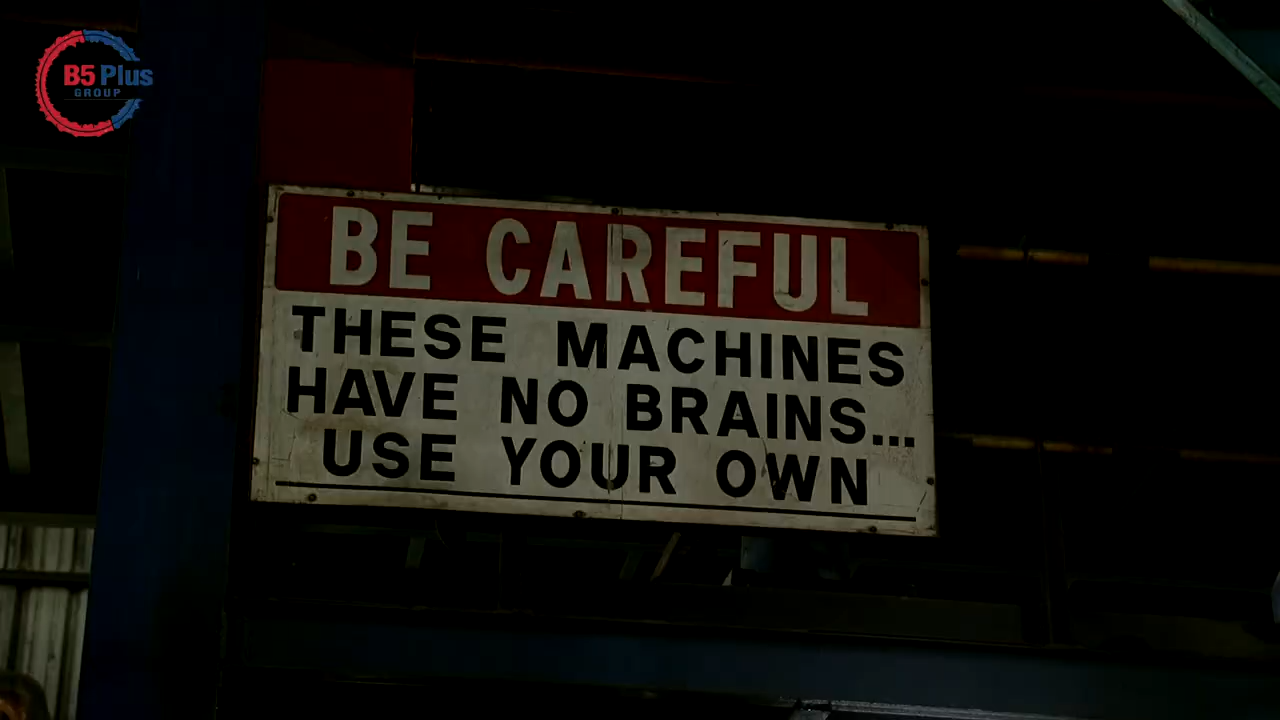 B5 Plus
GROUP
BE CAREFUL
THESE MACHINES
HAVE NO BRAINS...
USE YOUR OWN